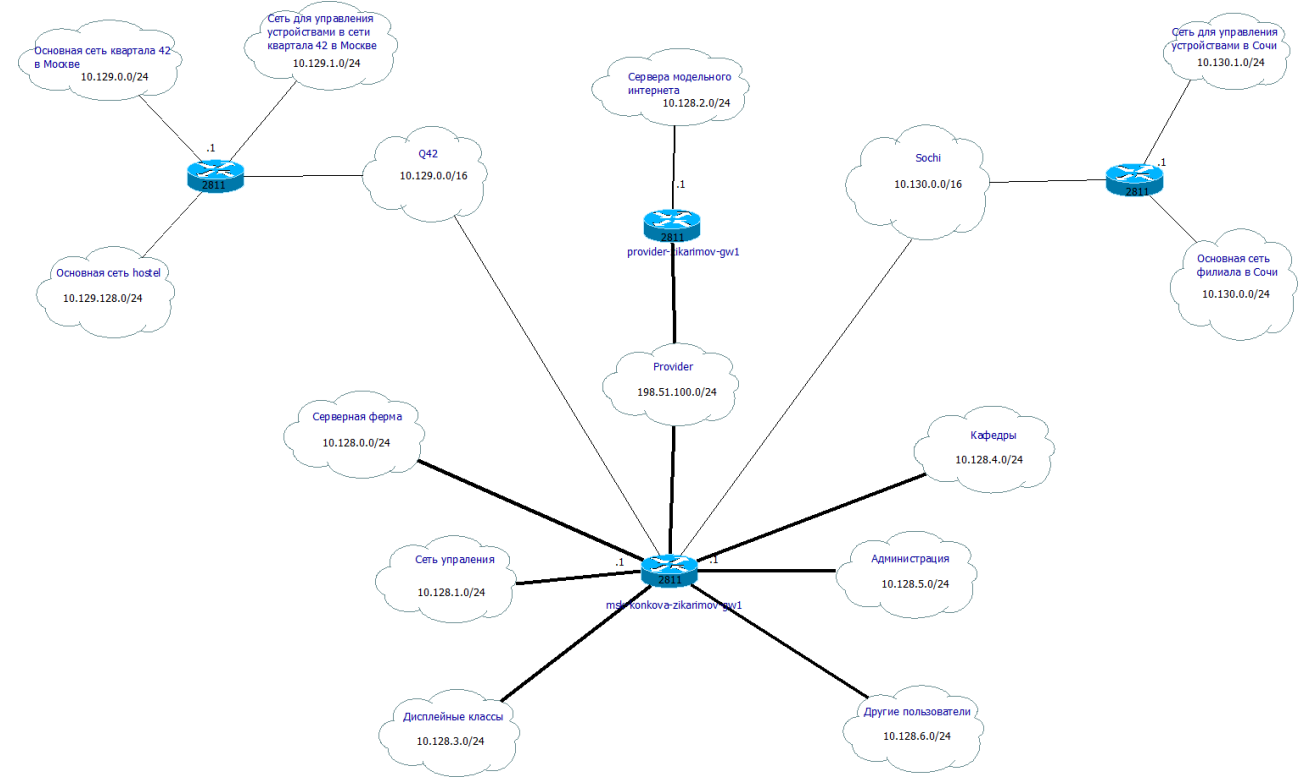 Основная сеть квартала 42
в Москве
10.129.0.0/24
Сеть для управления
устройствами в сети
квартала 42 в Москве
10.129.1.0/24
.1
2811
Q42
10.129.0.0/16
Основная сеть hostel
10.129.128.0/24
Сервера модельного
интернета
10.128.2.0/24
.1
2811
provider-zikarimov-gw1
Provider
198.51.100.0/24
Sochi
10.130.0.0/16
Сеть для управления
устройствами в Сочи
10.130.1.0/24
.1
2811
Основная сеть
филиала в Сочи
10.130.0.0/24
Серверная ферма
10.128.0.0/24
Кафедры
10.128.4.0/24
Сеть упраления
10.128.1.0/24
.1
.1
2811
msk-konkova-zikarimov-gw1
Администрация
10.128.5.0/24
Дисплейные классы
10.128.3.0/24
Другие пользователи
10.128.6.0/24